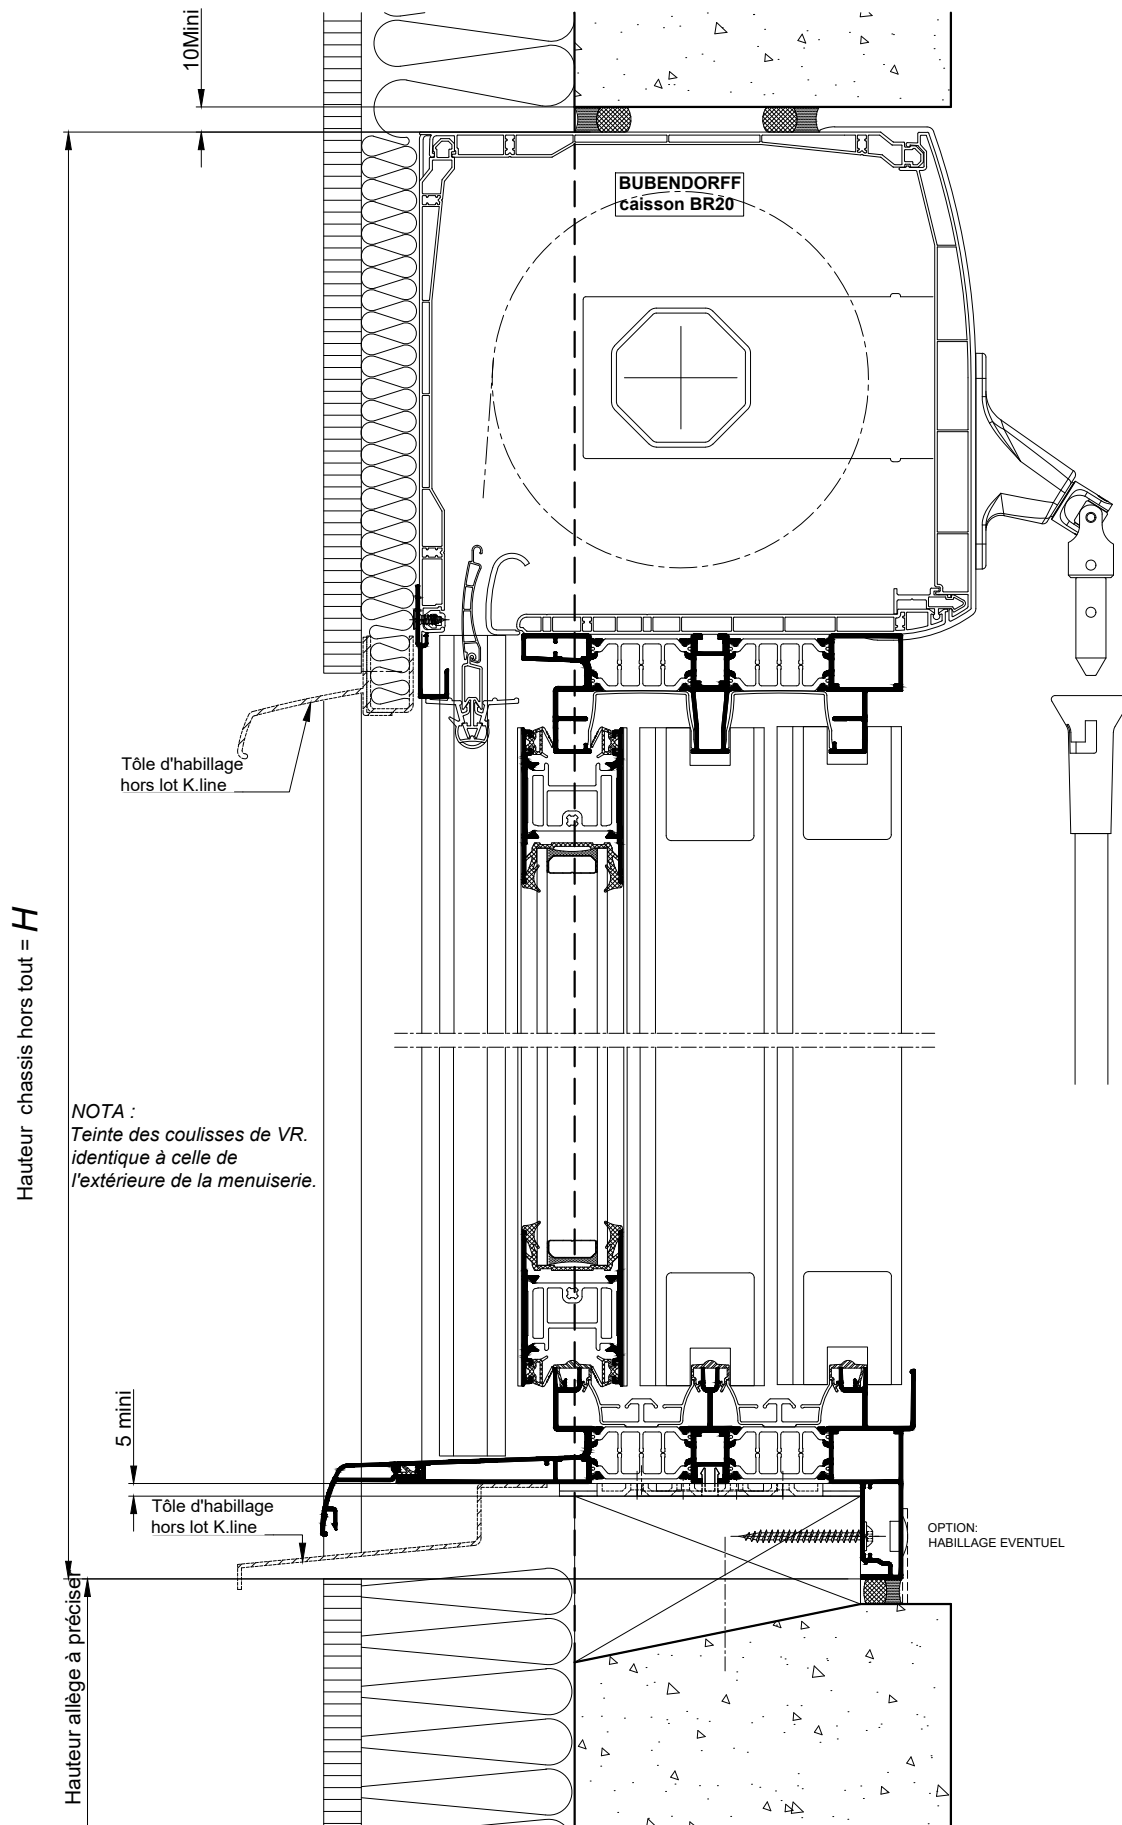 10Mini
BUBENDORFF
caisson BR20
Tôle d'habillage
hors lot K.line
Hauteur chassis hors tout = H
NOTA :
Teinte des coulisses de VR.
identique à celle de
l'extérieure de la menuiserie.
5 mini
Tôle d'habillage
hors lot K.line
OPTION:
HABILLAGE EVENTUEL
Hauteur allège à préciser